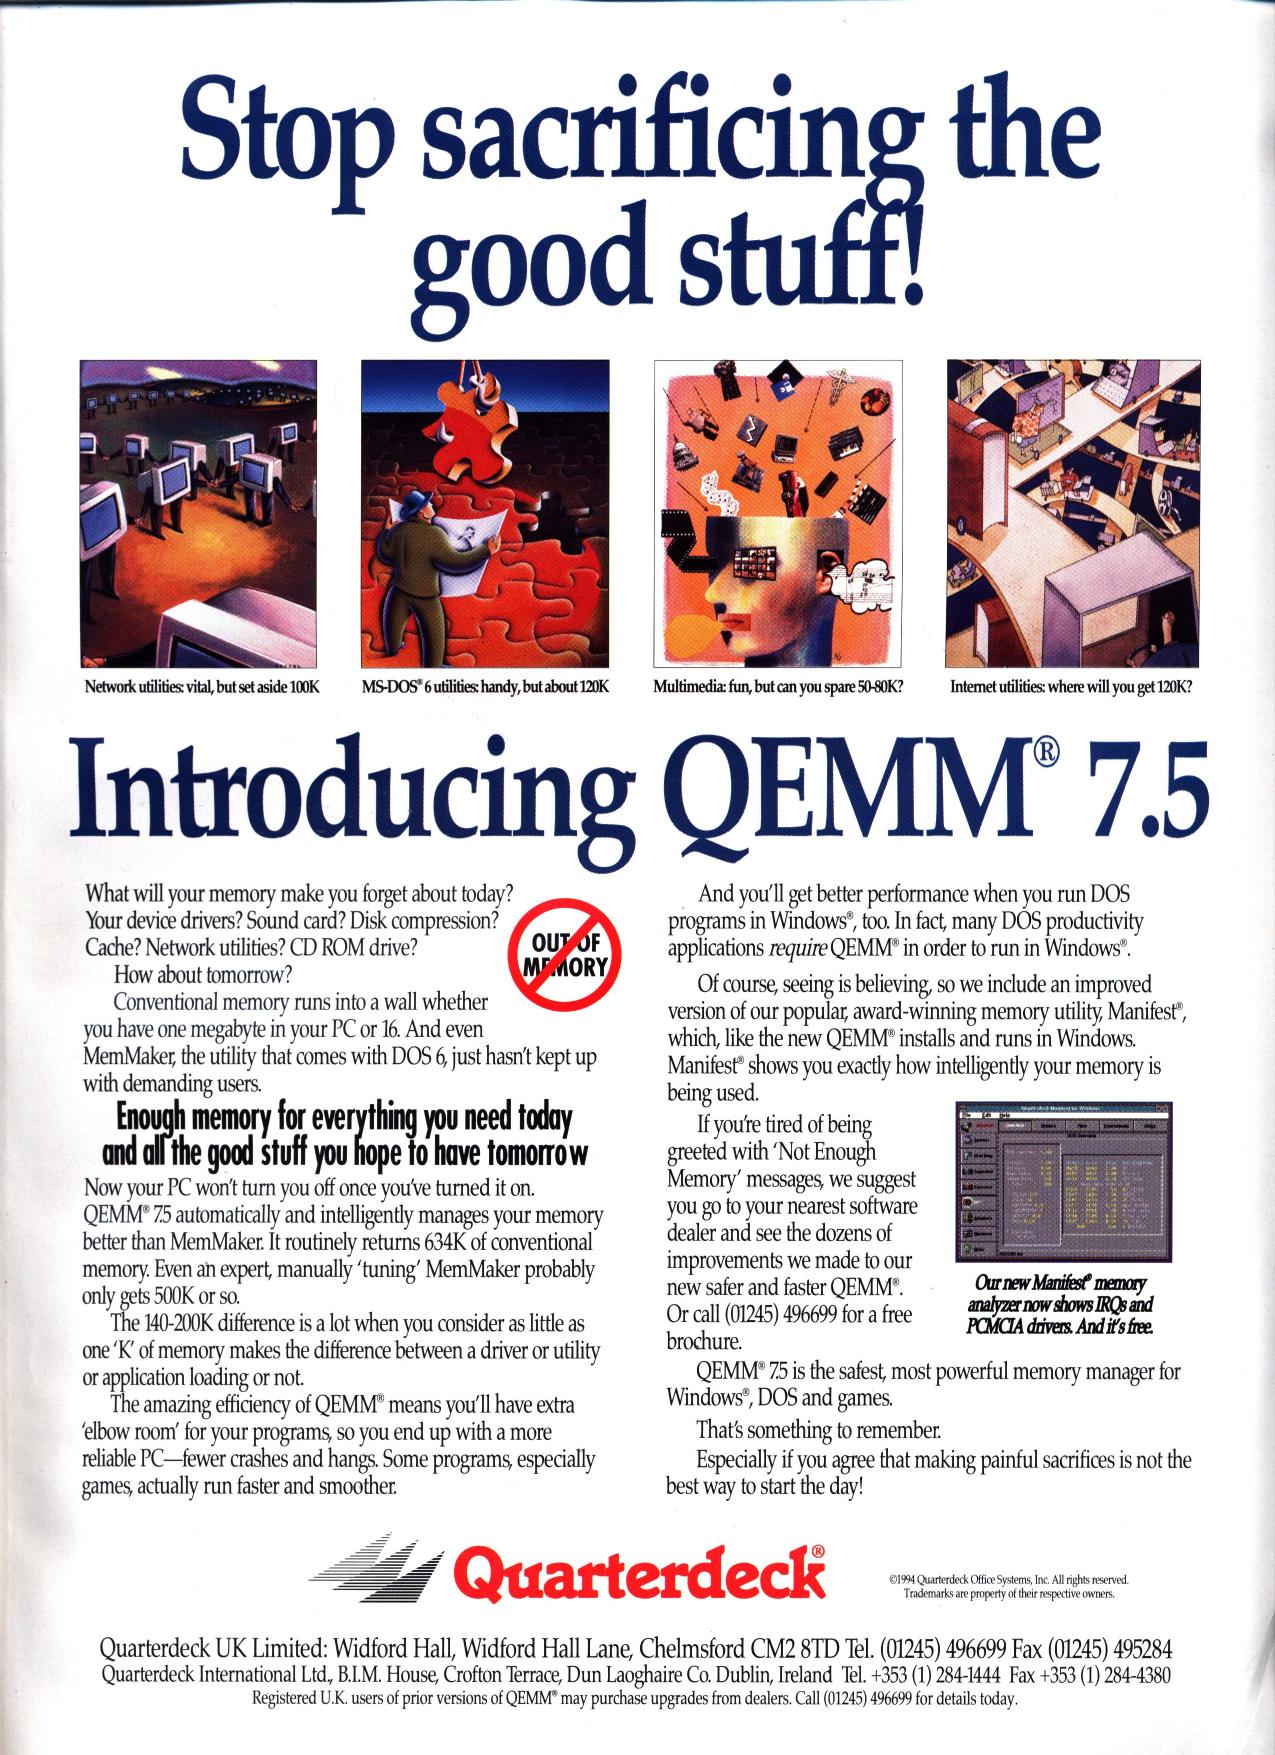 Stop sacrificing the
good stuff!
Network utilities: vital, but set aside 100K
MS-DOS® 6 utilities: handy, but about 120K
Multimedia: fun, but can you spare 50-80K?
Internet utilities: where will you get 120K?
Introducing QEMM® 7.5
What will your memory make you forget about today?
Your device drivers? Sound card? Disk compression?
Cache? Network utilities? CD ROM drive?
How about tomorrow?
Conventional memory runs into a wall whether
you have one megabyte in your PC or 16. And even
MemMaker, the utility that comes with DOS 6, just hasn't kept up
with demanding users.
OUT OF
MEMORY
Enough memory for everything you need today
and all the good stuff you hope to have tomorrow
Now your PC won't turn you off once you've turned it on.
QEMM® 7.5 automatically and intelligently manages your memory
better than MemMaker. It routinely returns 634K of conventional
memory. Even an expert, manually 'tuning' MemMaker probably
only gets 500K or so.
The 140-200K difference is a lot when you consider as little as
one 'K' of memory makes the difference between a driver or utility
or application loading or not.
The amazing efficiency of QEMM® means you'll have extra
'elbow room' for your programs, so you end up with a more
reliable PC—fewer crashes and hangs. Some programs, especially
games, actually run faster and smoother.
And you'll get better performance when you run DOS
programs in Windows®, too. In fact, many DOS productivity
applications require QEMM® in order to run in Windows®.
Of course, seeing is believing, so we include an improved
version of our popular, award-winning memory utility, Manifest®,
which, like the new QEMM® installs and runs in Windows.
Manifest® shows you exactly how intelligently your memory is
being used.
If you're tired of being
greeted with 'Not Enough
Memory' messages, we suggest
you go to your nearest software
dealer and see the dozens of
improvements we made to our
new safer and faster QEMM®.
Or call (01245) 496699 for a free
brochure.
File Edit Help
Our new Manifest® memory
analyzer now shows IRQs and
PCMCIA drivers. And it's free.
QEMM® 7.5 is the safest, most powerful memory manager for
Windows®, DOS and games.
That's something to remember.
Especially if you agree that making painful sacrifices is not the
best way to start the day!
Quarterdeck®
©1994 Quarterdeck Office Systems, Inc. All rights reserved.
Trademarks are property of their respective owners.
Quarterdeck UK Limited: Widford Hall, Widford Hall Lane, Chelmsford CM2 8TD Tel. (01245) 496699 Fax (01245) 495284
Quarterdeck International Ltd., B.I.M. House, Crofton Terrace, Dun Laoghaire Co. Dublin, Ireland Tel. +353 (1) 284-1444 Fax +353 (1) 284-4380
Registered U.K. users of prior versions of QEMM® may purchase upgrades from dealers. Call (01245) 496699 for details today.